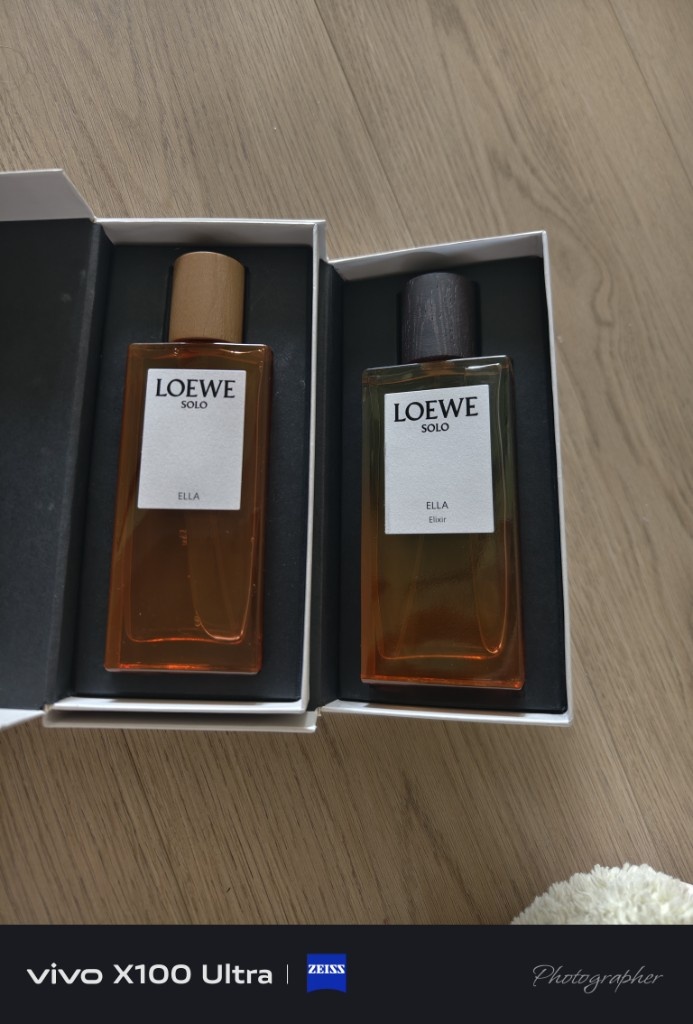 LOEWE
SOLO
ELLA
LOEWE
SOLO
ELLA
Elixir
vivo X100 Ultra
ZEISS
Photographer